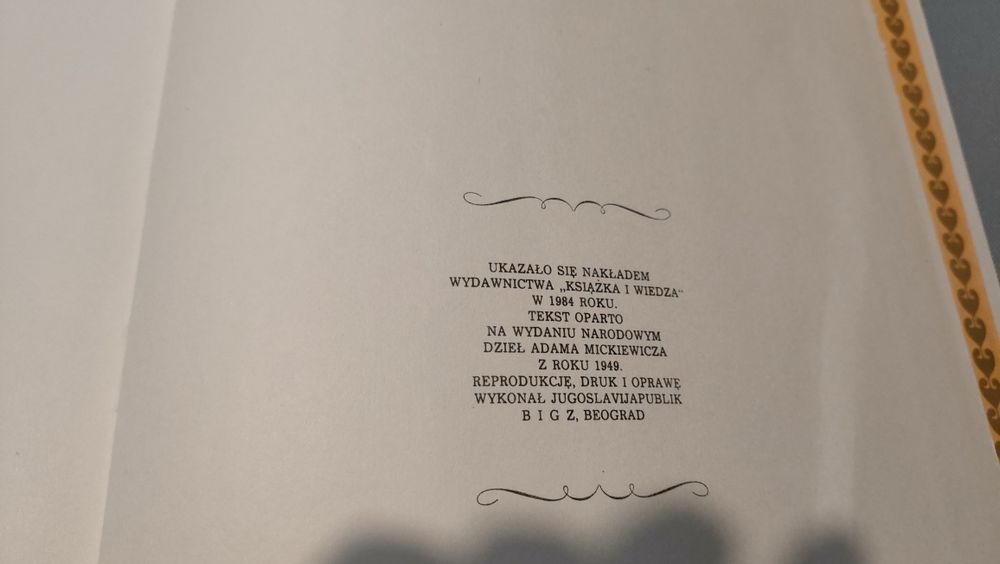 UKAZAŁO SIĘ NAKŁADEM
WYDAWNICTWA „KSIĄŻKA I WIEDZA“
W 1984 ROKU.
TEKST OPARTO
NA WYDANIU NARODOWYM
DZIEŁ ADAMA MICKIEWICZA
Z ROKU 1949.
REPRODUKCJĘ, DRUK I OPRAWĘ
WYKONAŁ JUGOSLAVIJAPUBLIK
B I G Z, BEOGRAD